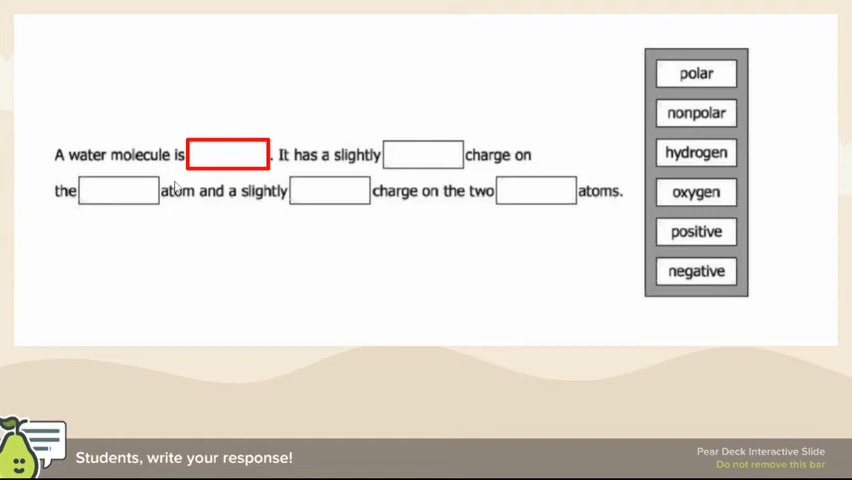 A water molecule is . It has a slightly charge on
the atom and a slightly charge on the two atoms.
polar
nonpolar
hydrogen
oxygen
positive
negative
Students, write your response!
Pear Deck Interactive Slide
Do not remove this bar